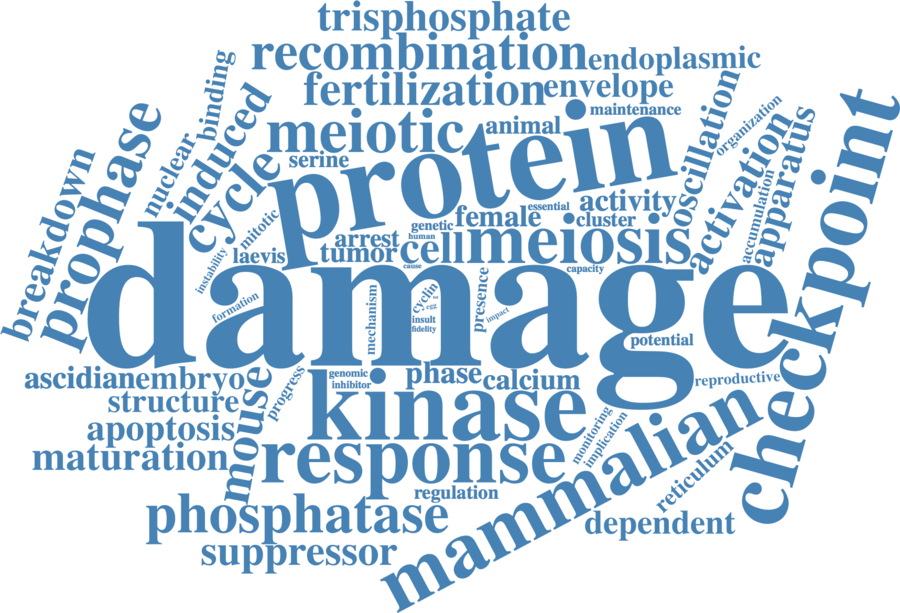 trisphosphate
recombination
endoplasmic
fertilization
envelope
maintenance
binding
nuclear
induced
meiotic
animal
protein
oscillation
organization
breakdown
prophase
cycle
serine
activity
activation
apparatus
checkpoint
essential
female
cluster
genetic
mitotic
arrest
human
cell
meiosis
accumulation
instability
laevis
tumor
cause
capacity
damage
formation
mechanism
cyclin
egg
insult
fidelity
presence
impact
potential
ascidian
embryo
mouse
progress
genomic
inhibitor
phase
calcium
reproductive
structure
kinase
apoptosis
maturation
response
monitoring
implication
mammalian
reticulum
regulation
phosphatase
dependent
suppressor